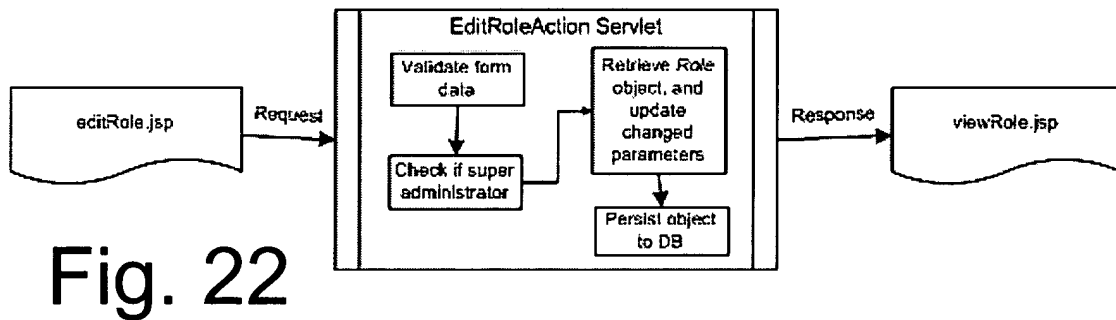 EditRoleAction Servlet
Validate form
data
Retrieve Role
object, and
update
changed
parameters
editRole.jsp
Request
Response
viewRole.jsp
Check if super
administrator
Persist object
to DB
Fig. 22